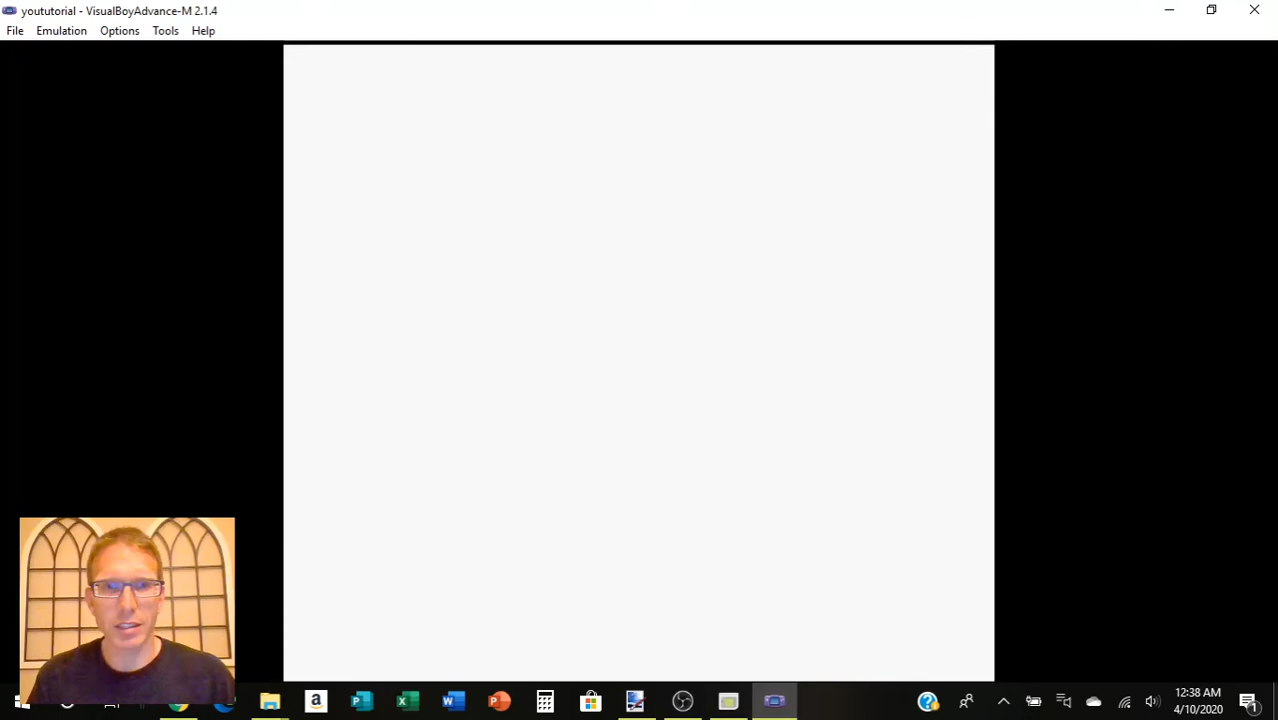 yoututorial - VisualBoyAdvance-M 2.1.4
File Emulation Options Tools Help
12:38 AM
4/10/2020